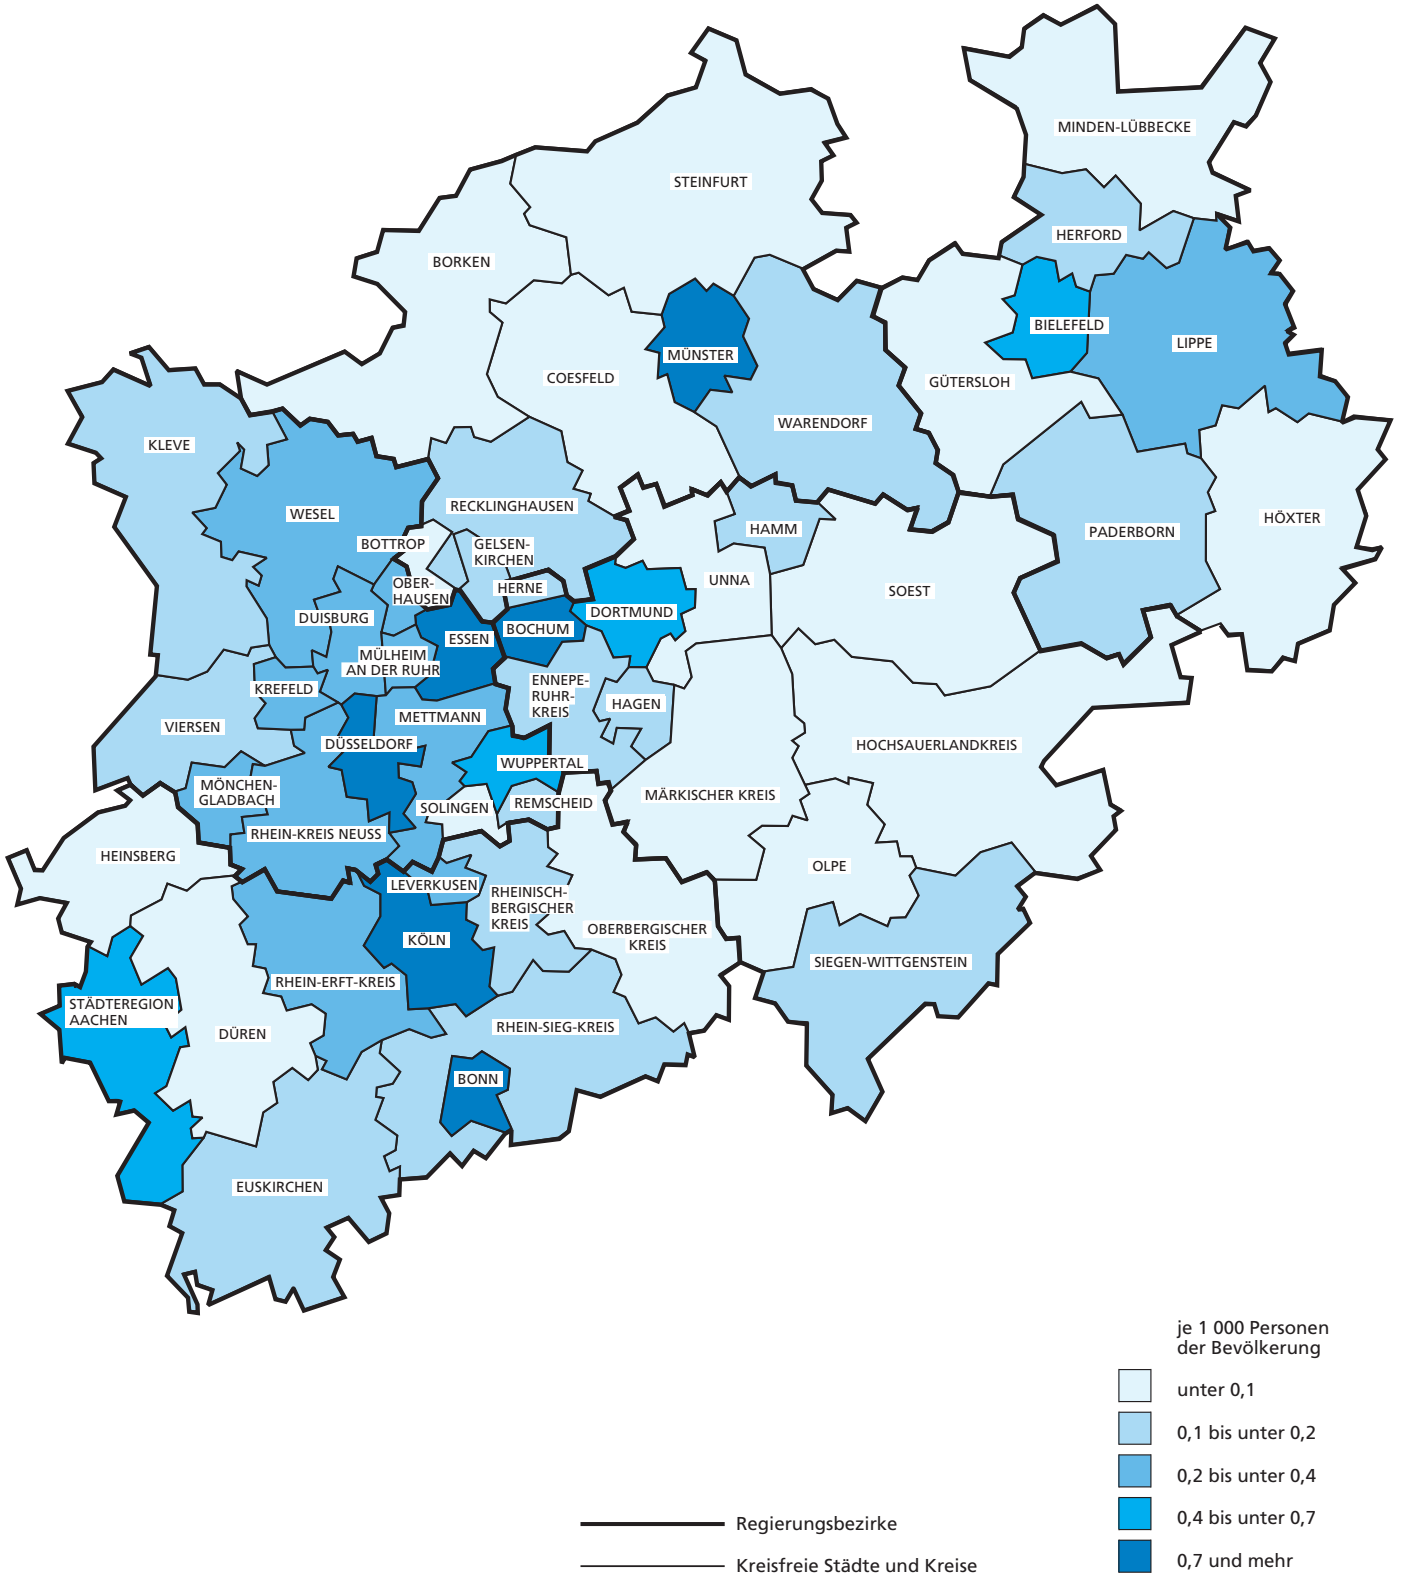 MINDEN-LÜBBECKE
STEINFURT
HERFORD
BORKEN
BIELEFELD
LIPPE
MÜNSTER
COESFELD
GÜTERSLOH
WARENDORF
KLEVE
RECKLINGHAUSEN
WESEL
HÖXTER
HAMM
PADERBORN
BOTTROP
GELSEN-
KIRCHEN
UNNA
OBER-
HAUSEN
HERNE
SOEST
DORTMUND
DUISBURG
BOCHUM
ESSEN
MÜLHEIM
AN DER RUHR
ENNEPE-
RUHR-
KREIS
KREFELD
HAGEN
METTMANN
VIERSEN
DÜSSELDORF
HOCHSAUERLANDKREIS
WUPPERTAL
MÖNCHEN-
GLADBACH
MÄRKISCHER KREIS
SOLINGEN
REMSCHEID
RHEIN-KREIS NEUSS
HEINSBERG
OLPE
LEVERKUSEN
RHEINISCH-
BERGISCHER
KREIS
OBERBERGISCHER
KREIS
KÖLN
SIEGEN-WITTGENSTEIN
RHEIN-ERFT-KREIS
STÄDTEREGION
AACHEN
RHEIN-SIEG-KREIS
DÜREN
BONN
EUSKIRCHEN
je 1 000 Personen
der Bevölkerung
unter 0,1
0,1 bis unter 0,2
0,2 bis unter 0,4
0,4 bis unter 0,7
0,7 und mehr
Regierungsbezirke
Kreisfreie Städte und Kreise